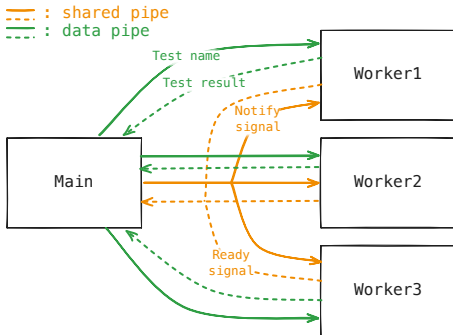 : shared pipe
: data pipe
Test name
Test result
Notify
signal
Worker1
Main
Worker2
Ready
signal
Worker3